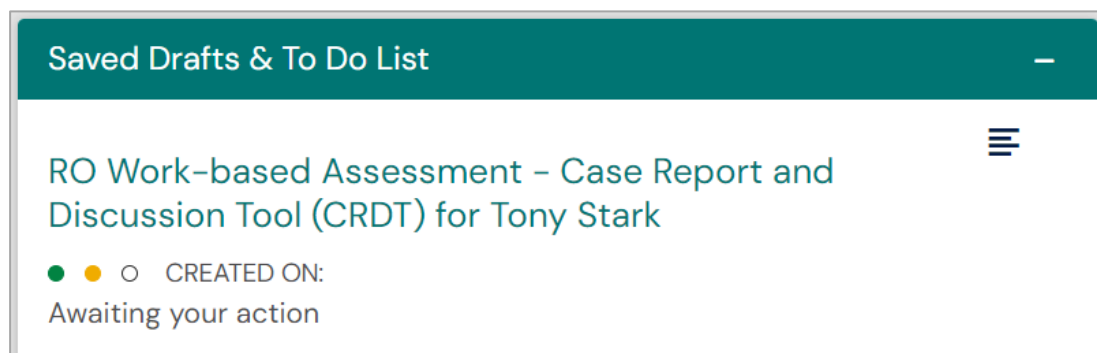 Saved Drafts & To Do List
RO Work-based Assessment - Case Report and
Discussion Tool (CRDT) for Tony Stark
CREATED ON:
Awaiting your action